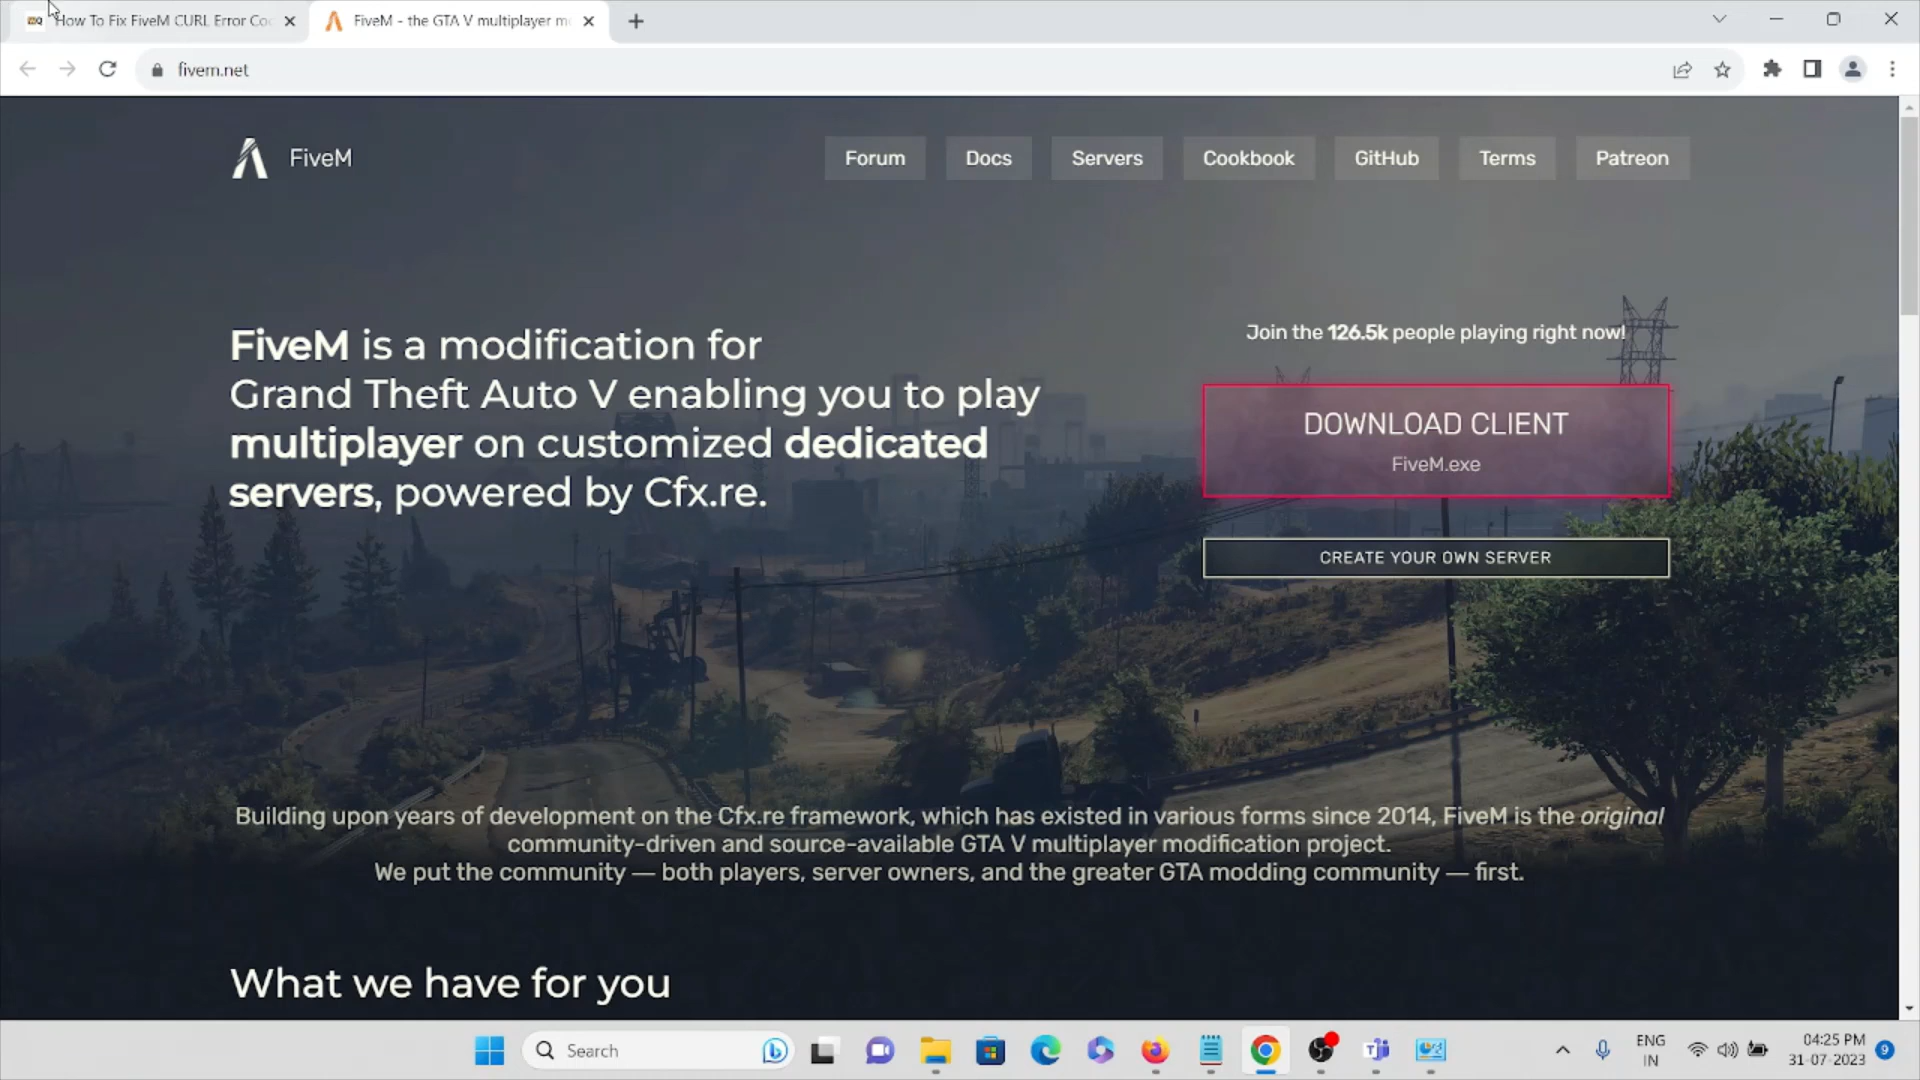 How To Fix FiveM CURL Error Co
FiveM - the GTA V multiplayer m
fivem.net
FiveM
Forum
Docs
Servers
Cookbook
GitHub
Terms
Patreon
FiveM is a modification for
Grand Theft Auto V enabling you to play
multiplayer on customized dedicated
servers, powered by Cfx.re.
Join the 126.5k people playing right now!
DOWNLOAD CLIENT
FiveM.exe
CREATE YOUR OWN SERVER
Building upon years of development on the Cfx.re framework, which has existed in various forms since 2014, FiveM is the original
community-driven and source-available GTA V multiplayer modification project.
We put the community — both players, server owners, and the greater GTA modding community — first.
What we have for you
Search
ENG
IN
04:25 PM
31-07-2023
9